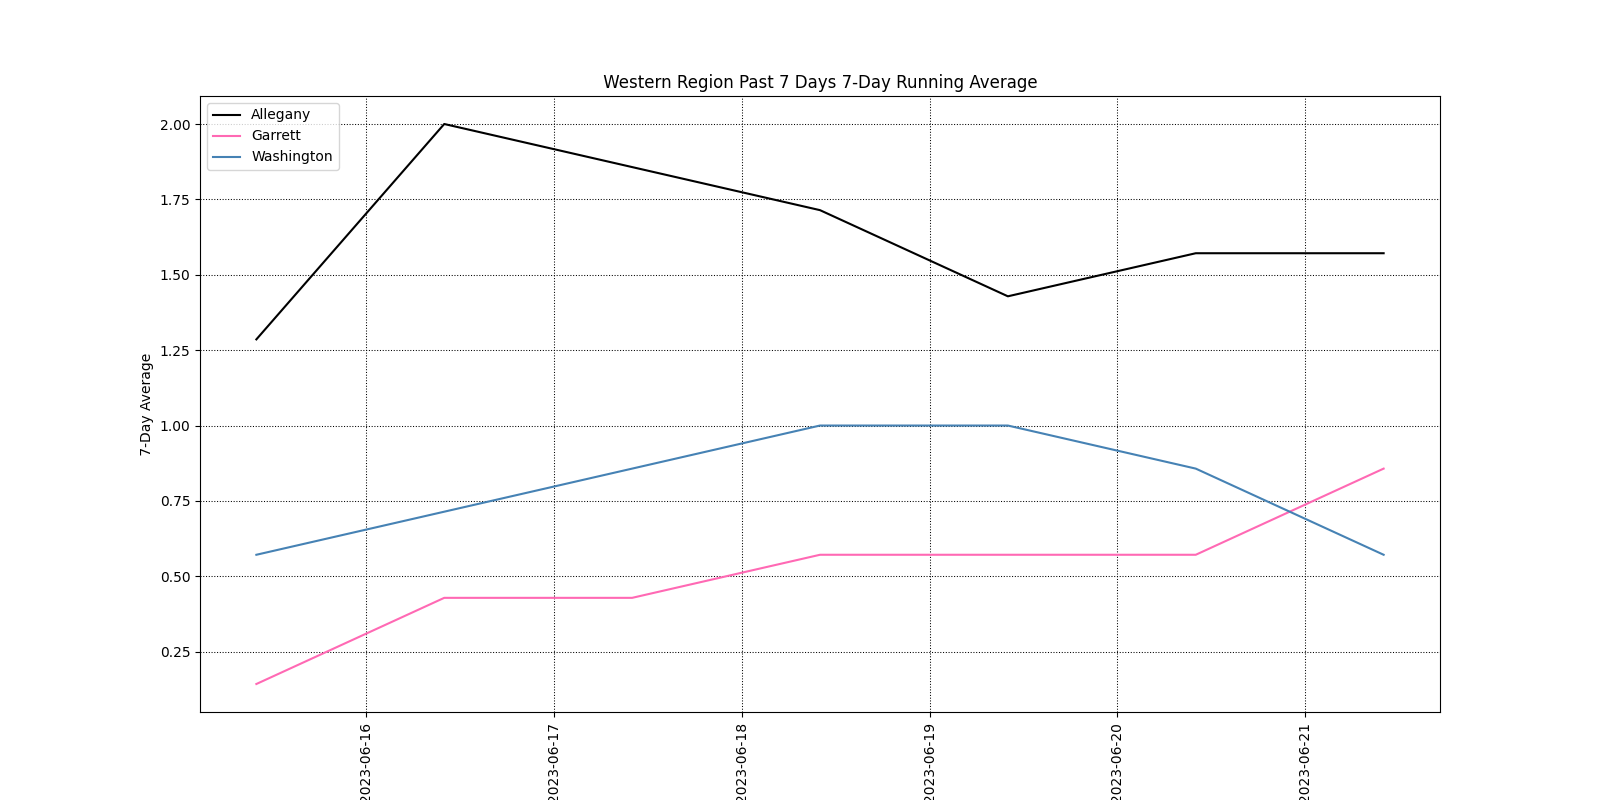 Western Region Past 7 Days 7-Day Running Average
Allegany
Garrett
Washington
7-Day Average
2.00
1.75
1.50
1.25
1.00
0.75
0.50
0.25
2023-06-16
2023-06-17
2023-06-18
2023-06-19
2023-06-20
2023-06-21